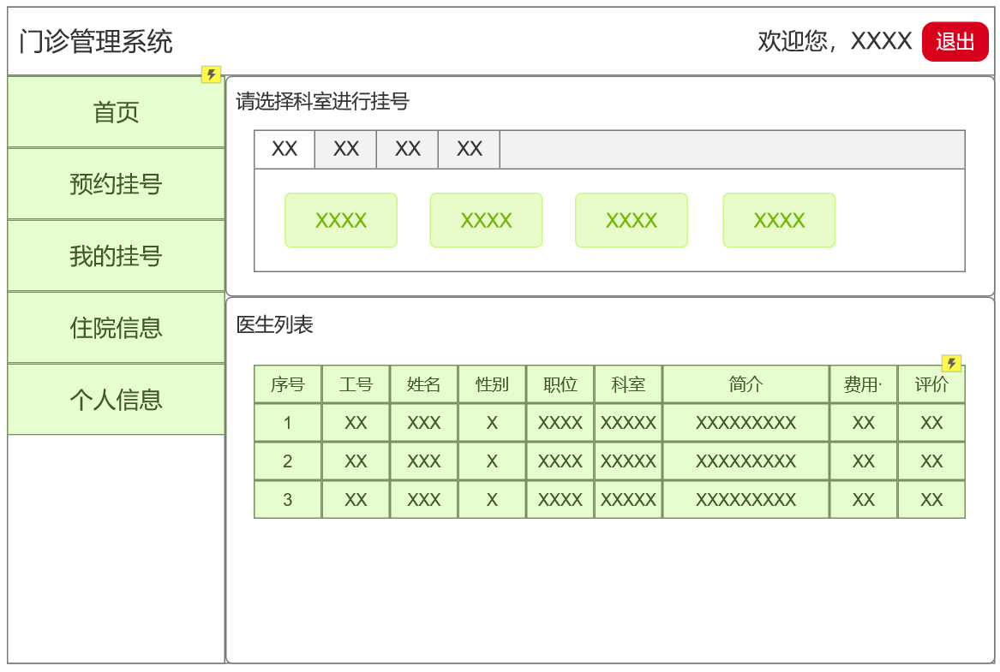 门诊管理系统
欢迎您，XXXX 退出
首页
预约挂号
我的挂号
住院信息
个人信息
请选择科室进行挂号
XX XX XX XX
XXXX XXXX XXXX XXXX
医生列表
序号 工号 姓名 性别 职位 科室 简介 费用· 评价
1 XX XXX X XXXX XXXXX XXXXXXXXX XX XX
2 XX XXX X XXXX XXXXX XXXXXXXXX XX XX
3 XX XXX X XXXX XXXXX XXXXXXXXX XX XX